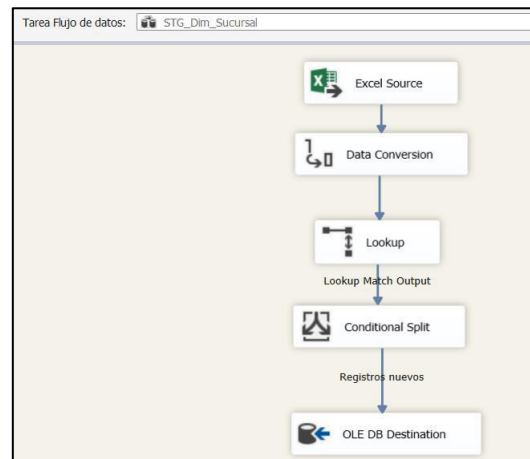 Tarea Flujo de datos: STG_Dim_Sucursal
Excel Source
Data Conversion
Lookup
Lookup Match Output
Conditional Split
Registros nuevos
OLE DB Destination